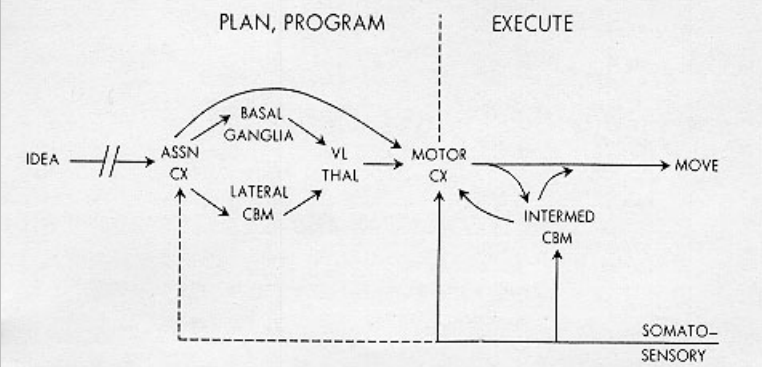 PLAN, PROGRAM
EXECUTE
IDEA
ASSN
CX
BASAL
GANGLIA
LATERAL
CBM
VL
THAL
MOTOR
CX
MOVE
INTERMED
CBM
SOMATO–
SENSORY